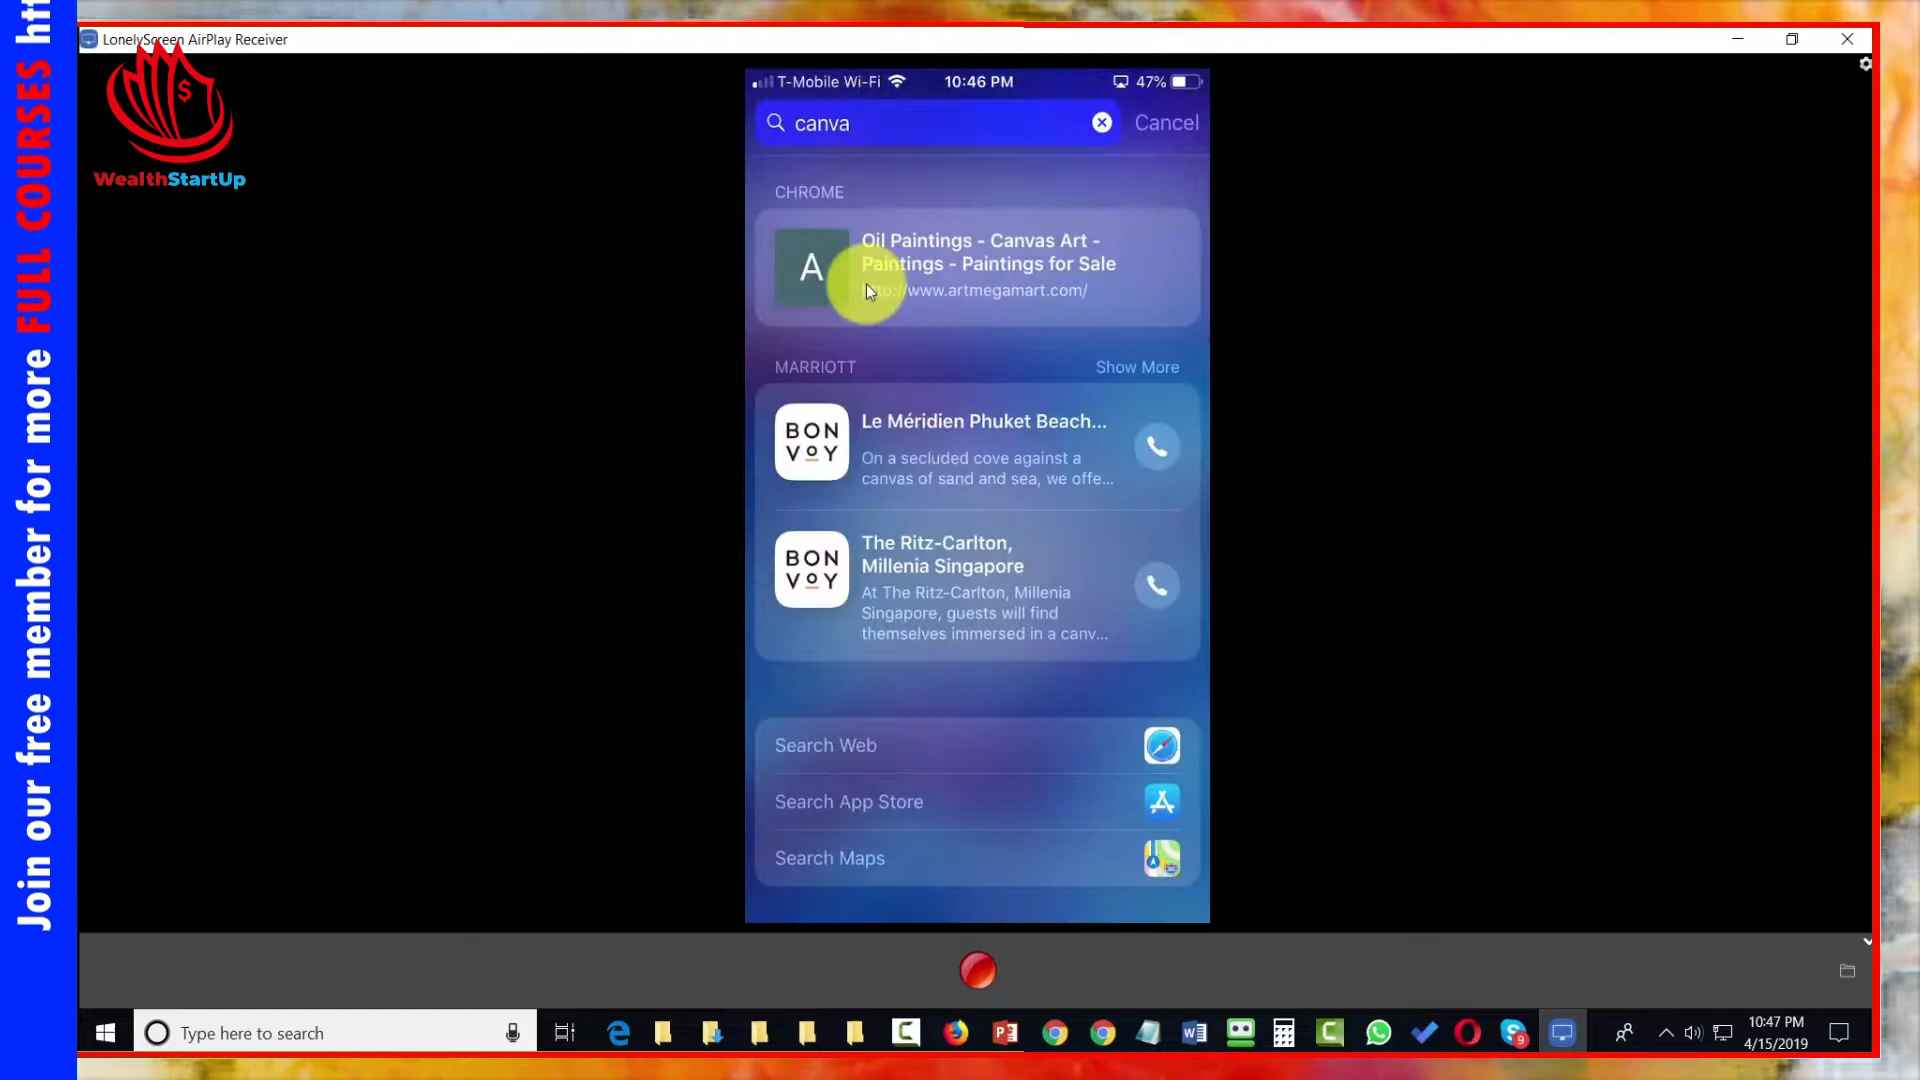 Join our free member for more FULL COURSES htt
LonelyScreen AirPlay Receiver
$
WealthStartUp
T-Mobile Wi-Fi
10:46 PM
47%
canva
Cancel
CHROME
A
Oil Paintings - Canvas Art -
Paintings - Paintings for Sale
http://www.artmegamart.com/
MARRIOTT
Show More
BON
VOY
Le Méridien Phuket Beach...
On a secluded cove against a
canvas of sand and sea, we offe...
BON
VOY
The Ritz-Carlton,
Millenia Singapore
At The Ritz-Carlton, Millenia
Singapore, guests will find
themselves immersed in a canv...
Search Web
Search App Store
Search Maps
Type here to search
9
10:47 PM
4/15/2019